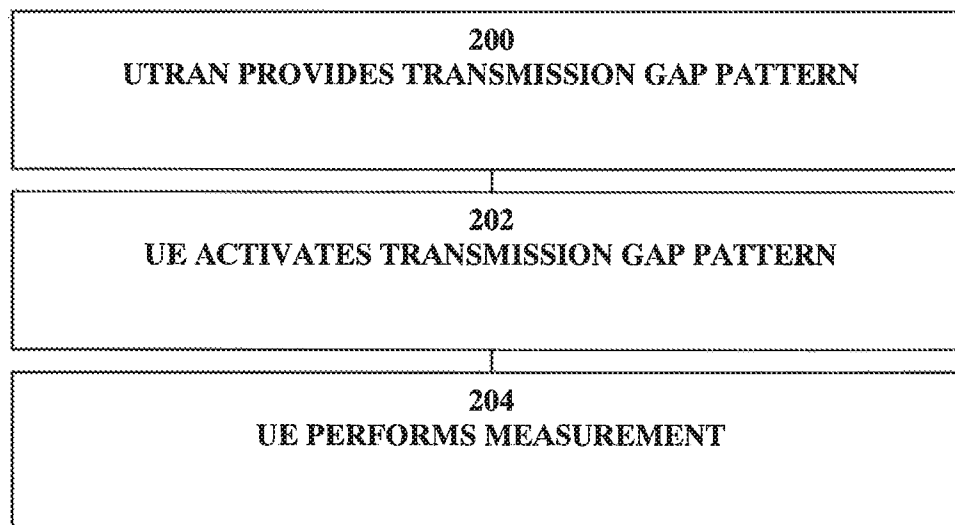 200
UTRAN PROVIDES TRANSMISSION GAP PATTERN
202
UE ACTIVATES TRANSMISSION GAP PATTERN
204
UE PERFORMS MEASUREMENT